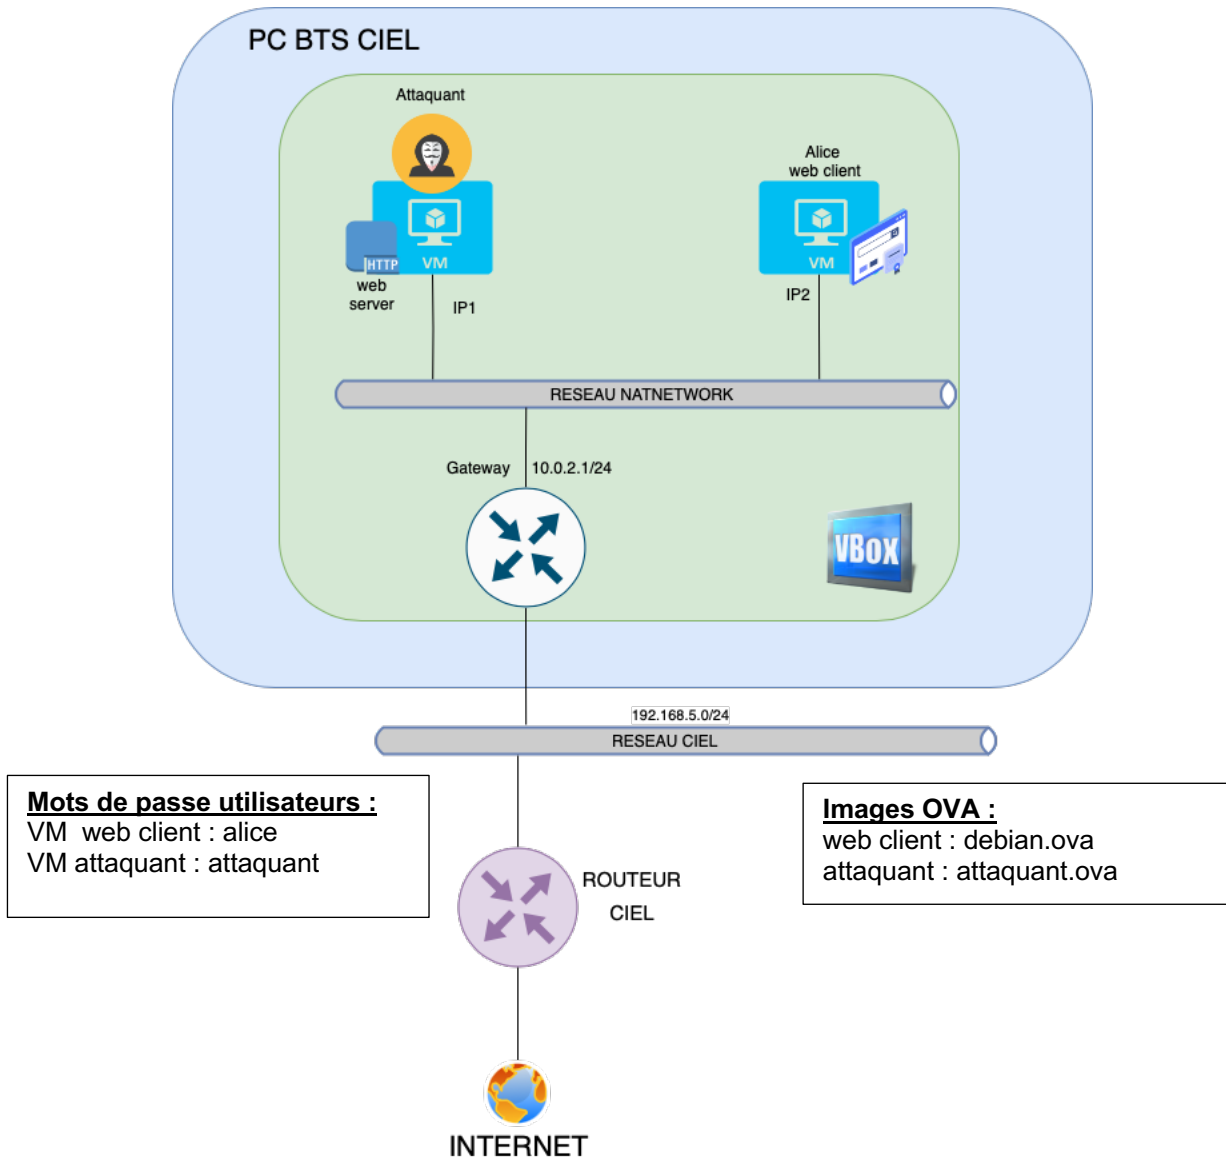 PC BTS CIEL
Attaquant
Alice
web client
HTTP
VM
VM
web
server
IP1
IP2
RESEAU NATNETWORK
Gateway
10.0.2.1/24
VBox
192.168.5.0/24
RESEAU CIEL
Mots de passe utilisateurs :
VM web client : alice
VM attaquant : attaquant
Images OVA :
web client : debian.ova
attaquant : attaquant.ova
ROUTEUR
CIEL
INTERNET